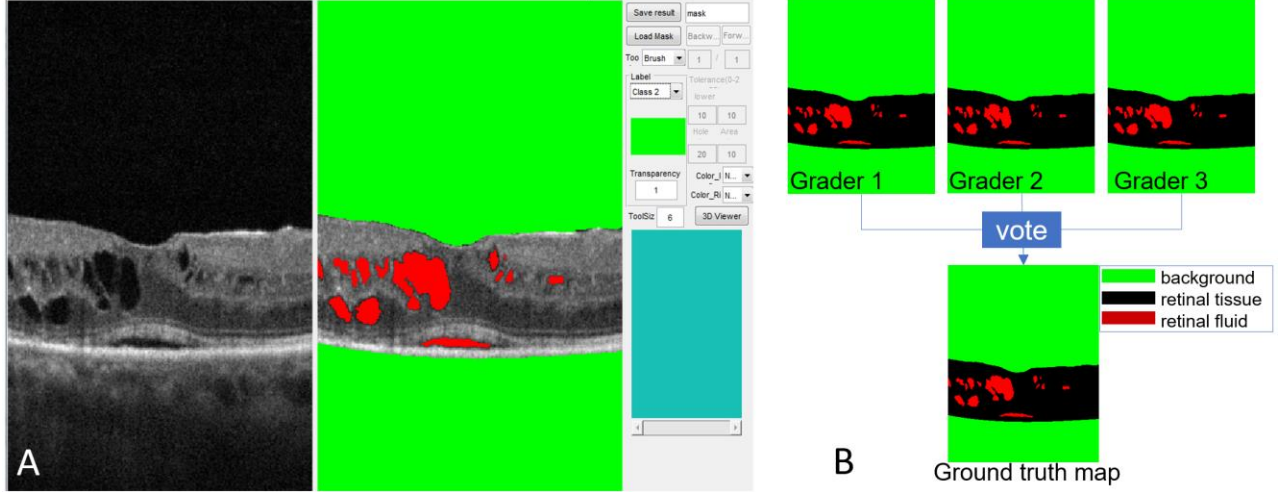 Save result mask
Load Mask Backw... Forw...
Too Brush 1 / 1
Label
Class 2
Tolerance(0-2
lower
10 10
Hole Area
20 10
Transparency
1
Color_I N...
Color_Ri N...
ToolSiz 6 3D Viewer
A
Grader 1 Grader 2 Grader 3
vote
background
retinal tissue
retinal fluid
B
Ground truth map